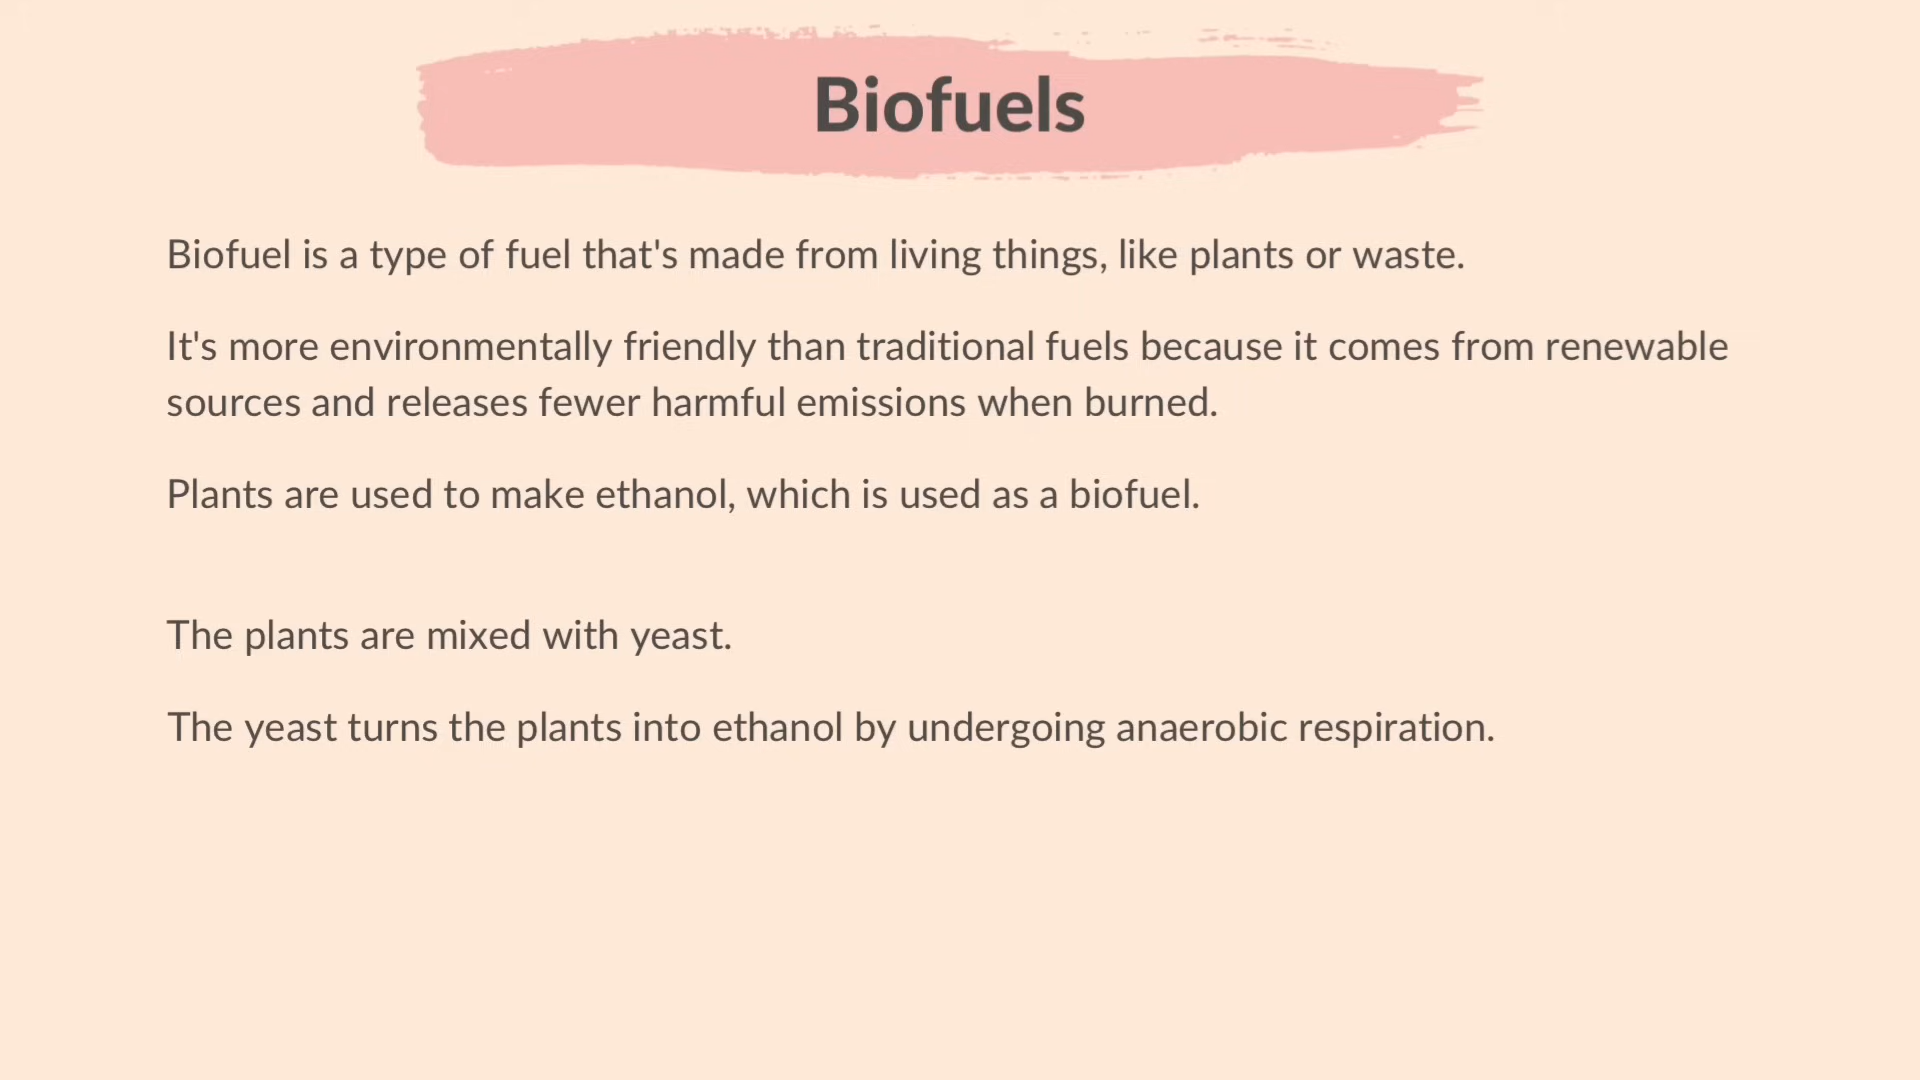 Biofuels
Biofuel is a type of fuel that's made from living things, like plants or waste.
It's more environmentally friendly than traditional fuels because it comes from renewable
sources and releases fewer harmful emissions when burned.
Plants are used to make ethanol, which is used as a biofuel.
The plants are mixed with yeast.
The yeast turns the plants into ethanol by undergoing anaerobic respiration.